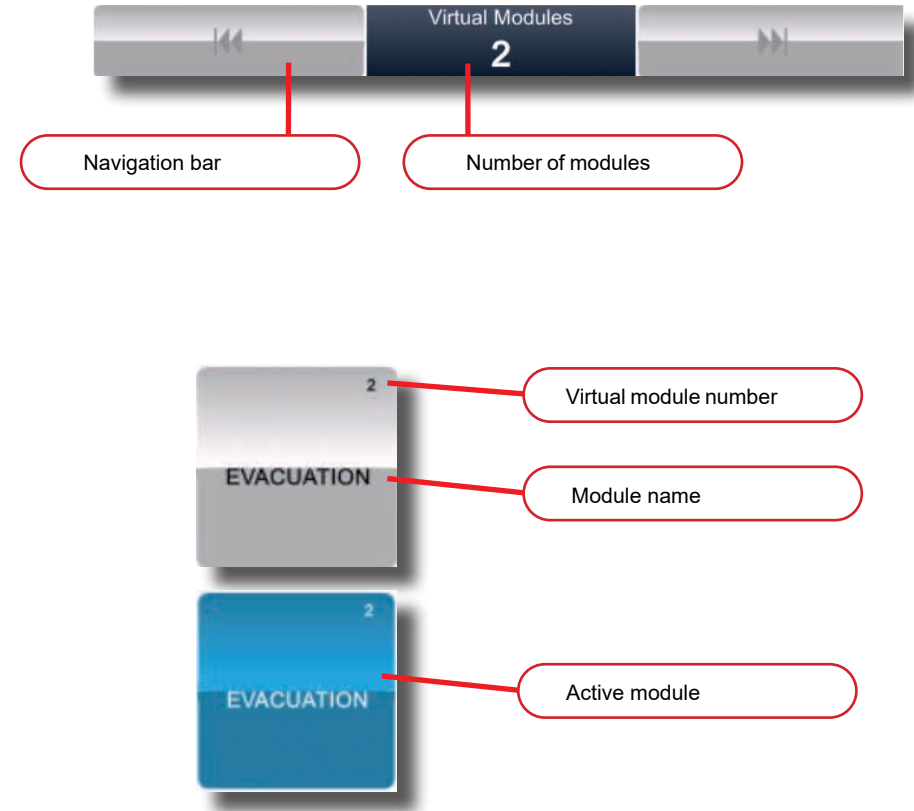 Virtual Modules
2
Navigation bar
Number of modules
2
Virtual module number
EVACUATION
Module name
2
EVACUATION
Active module